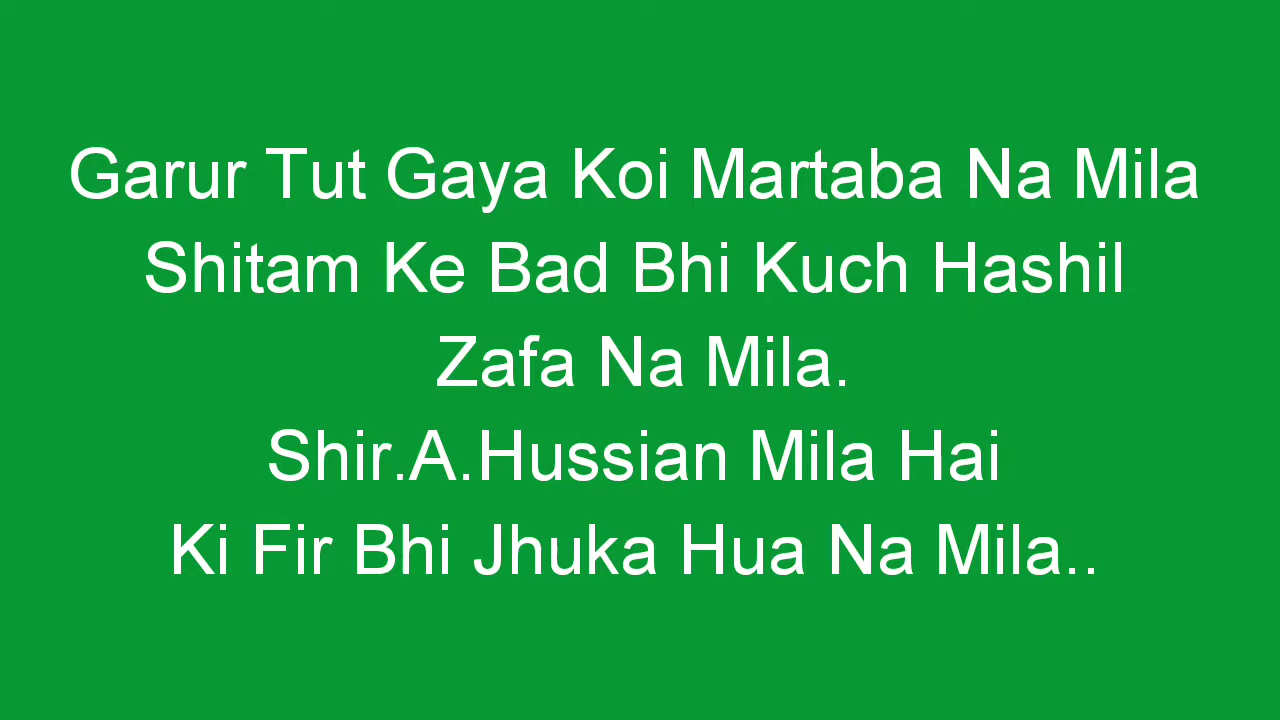 Garur Tut Gaya Koi Martaba Na Mila
Shitam Ke Bad Bhi Kuch Hashil
Zafa Na Mila.
Shir.A.Hussian Mila Hai
Ki Fir Bhi Jhuka Hua Na Mila..